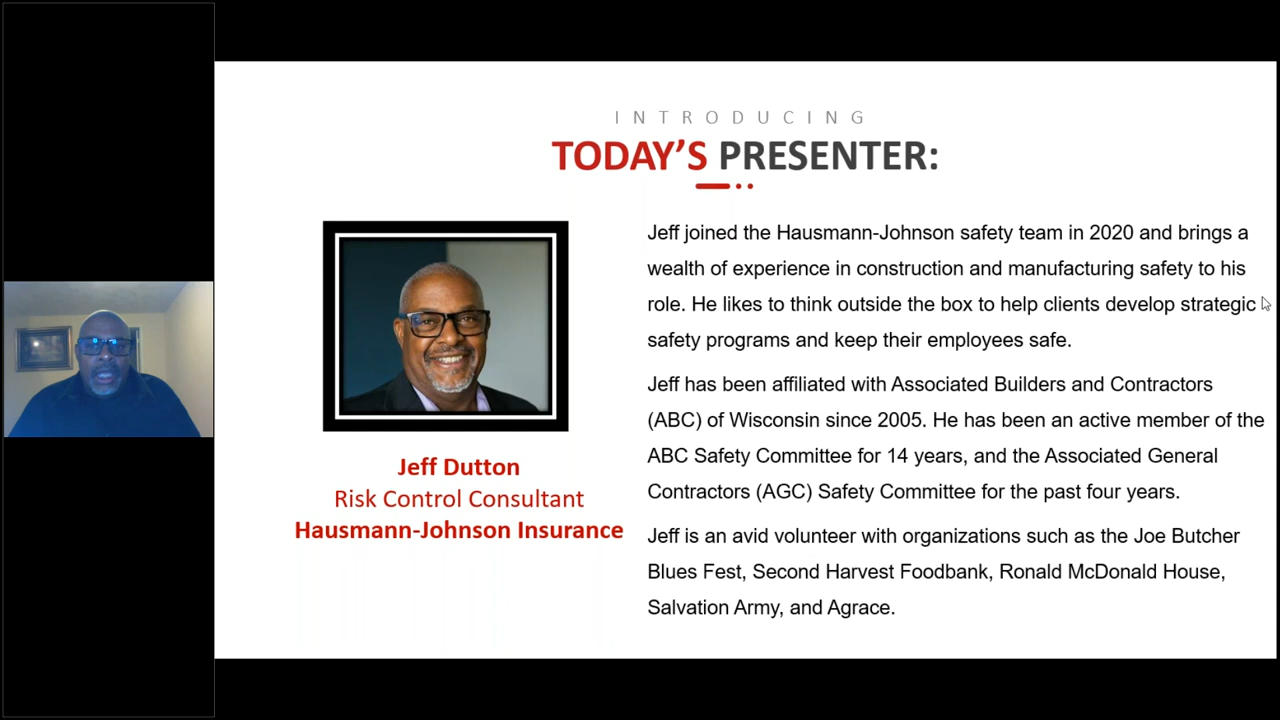 INTRODUCING
TODAY'S PRESENTER:
Jeff Dutton
Risk Control Consultant
Hausmann-Johnson Insurance
Jeff joined the Hausmann-Johnson safety team in 2020 and brings a
wealth of experience in construction and manufacturing safety to his
role. He likes to think outside the box to help clients develop strategic
safety programs and keep their employees safe.
Jeff has been affiliated with Associated Builders and Contractors
(ABC) of Wisconsin since 2005. He has been an active member of the
ABC Safety Committee for 14 years, and the Associated General
Contractors (AGC) Safety Committee for the past four years.
Jeff is an avid volunteer with organizations such as the Joe Butcher
Blues Fest, Second Harvest Foodbank, Ronald McDonald House,
Salvation Army, and Agrace.